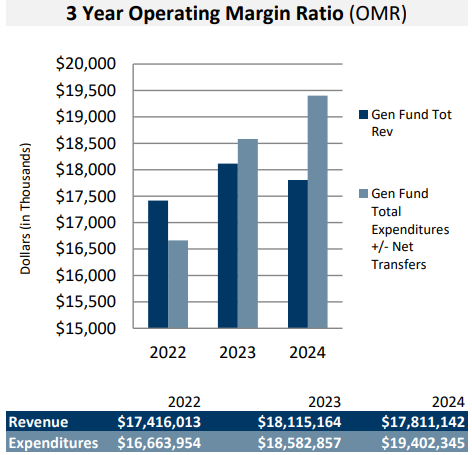 3 Year Operating Margin Ratio (OMR)
$20,000
$19,500
$19,000
$18,500
$18,000
$17,500
$17,000
$16,500
$16,000
$15,500
$15,000
Dollars (in Thousands)
2022 2023 2024
Gen Fund Tot
Rev
Gen Fund
Total
Expenditures
+/- Net
Transfers
2022 2023 2024
Revenue $17,416,013 $18,115,164 $17,811,142
Expenditures $16,663,954 $18,582,857 $19,402,345